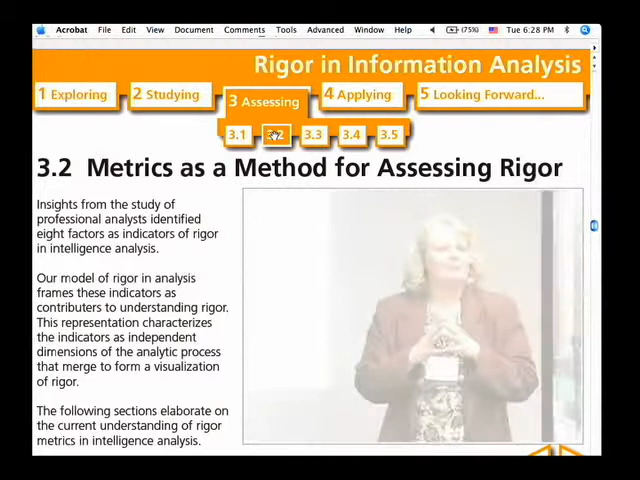 Acrobat File Edit View Document Comments Tools Advanced Window Help (75%) Tue 6:28 PM
Rigor in Information Analysis
1 Exploring 2 Studying 3 Assessing 4 Applying 5 Looking Forward...
3.1 3.3 3.4 3.5
3.2 Metrics as a Method for Assessing Rigor
Insights from the study of
professional analysts identified
eight factors as indicators of rigor
in intelligence analysis.
Our model of rigor in analysis
frames these indicators as
contributers to understanding rigor.
This representation characterizes
the indicators as independent
dimensions of the analytic process
that merge to form a visualization
of rigor.
The following sections elaborate on
the current understanding of rigor
metrics in intelligence analysis.